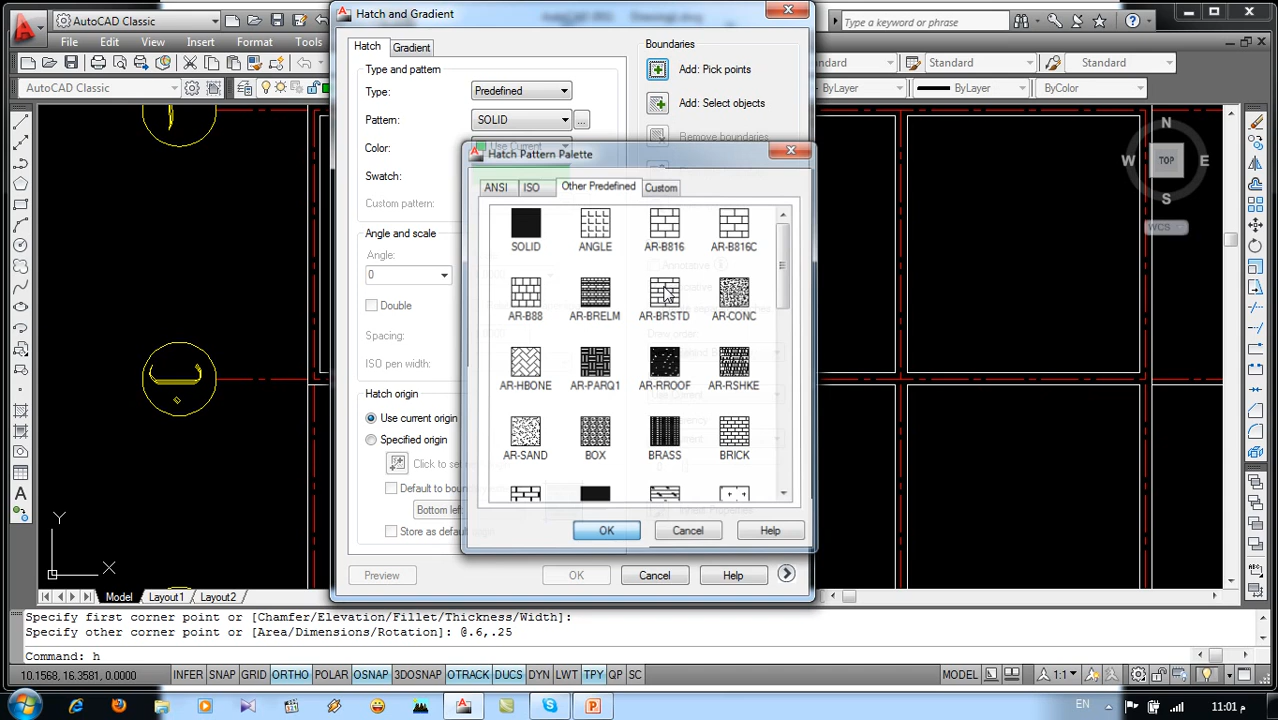 AutoCAD Classic
Hatch and Gradient
Type a keyword or phrase
File Edit View Insert Format Tools
Hatch Gradient
Boundaries
Type and pattern
Type: Predefined
Add: Pick points
Standard Standard
AutoCAD Classic
Pattern: SOLID ...
Add: Select objects
ByLayer ByLayer ByColor
Color: Use Current
Remove boundaries
Hatch Pattern Palette
N
W TOP E
S
WCS
Swatch:
ANSI ISO Other Predefined Custom
Custom pattern:
Angle and scale
SOLID ANGLE AR-B816 AR-B816C
Angle:
0
Double
AR-B88 AR-BRELM AR-BRSTD AR-CONC
Spacing:
ISO pen width:
AR-HBONE AR-PARQ1 AR-RROOF AR-RSHKE
Hatch origin
Use current origin
Specified origin
AR-SAND BOX BRASS BRICK
Click to se
Default to bou
Bottom left
Store as default
OK Cancel Help
Y
X
Preview OK Cancel Help
Model Layout1 Layout2
Specify first corner point or [Chamfer/Elevation/Fillet/Thickness/Width]:
Specify other corner point or [Area/Dimensions/Rotation]: @.6,.25
Command: h
10.1568, 16.3581, 0.0000 INFER SNAP GRID ORTHO POLAR OSNAP 3DOSNAP OTRACK DUCS DYN LWT TPY QP SC MODEL 1:1
EN 11:01 م